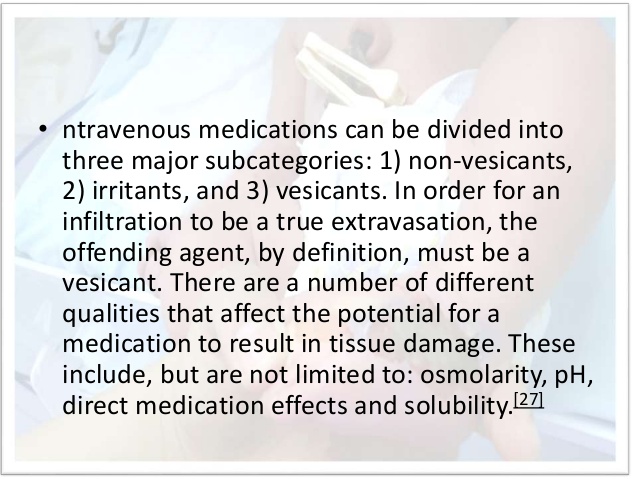 • ntravenous medications can be divided into
three major subcategories: 1) non-vesicants,
2) irritants, and 3) vesicants. In order for an
infiltration to be a true extravasation, the
offending agent, by definition, must be a
vesicant. There are a number of different
qualities that affect the potential for a
medication to result in tissue damage. These
include, but are not limited to: osmolarity, pH,
direct medication effects and solubility.[27]